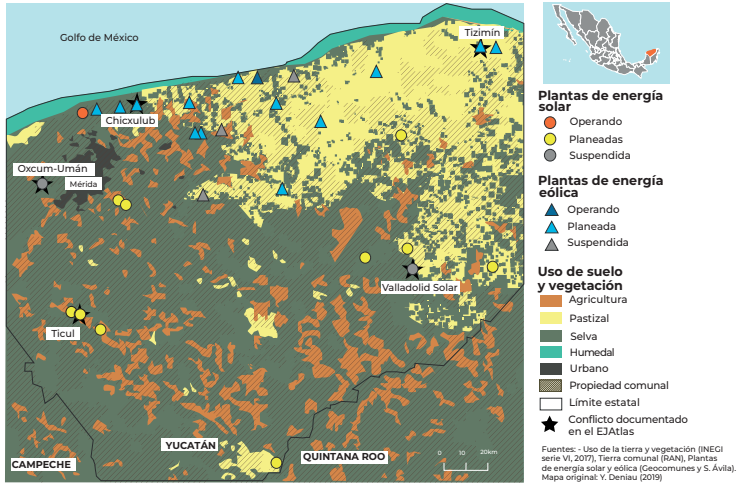 Golfo de México
Tizimín
Chicxulub
Oxcum-Umán
Mérida
Valladolid Solar
Ticul
YUCATÁN
CAMPECHE
QUINTANA ROO
0 10 20km
Plantas de energía
solar
Operando
Planeadas
Suspendida
Plantas de energía
eólica
Operando
Planeada
Suspendida
Uso de suelo
y vegetación
Agricultura
Pastizal
Selva
Humedal
Urbano
Propiedad comunal
Límite estatal
Conflicto documentado
en el EJAtlas
Fuentes: - Uso de la tierra y vegetación (INEGI
serie VI, 2017), Tierra comunal (RAN), Plantas
de energía solar y eólica (Geocomunes y S. Ávila).
Mapa original: Y. Deniau (2019)